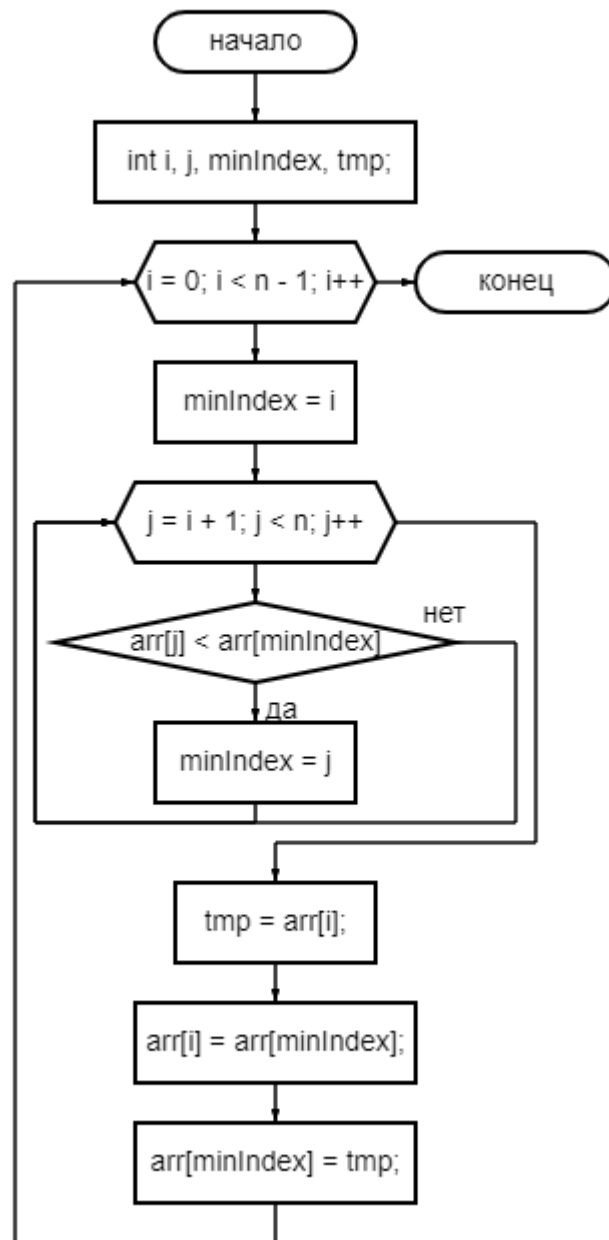 начало
int i, j, minIndex, tmp;
i = 0; i < n - 1; i++
конец
minIndex = i
j = i + 1; j < n; j++
нет
arr[j] < arr[minIndex]
да
minIndex = j
tmp = arr[i];
arr[i] = arr[minIndex];
arr[minIndex] = tmp;